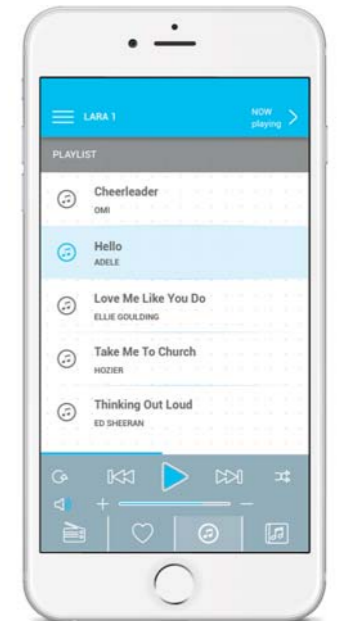 LARA 1
NOW
playing
PLAYLIST
Cheerleader
OMI
Hello
ADELE
Love Me Like You Do
ELLIE GOULDING
Take Me To Church
HOZIER
Thinking Out Loud
ED SHEERAN